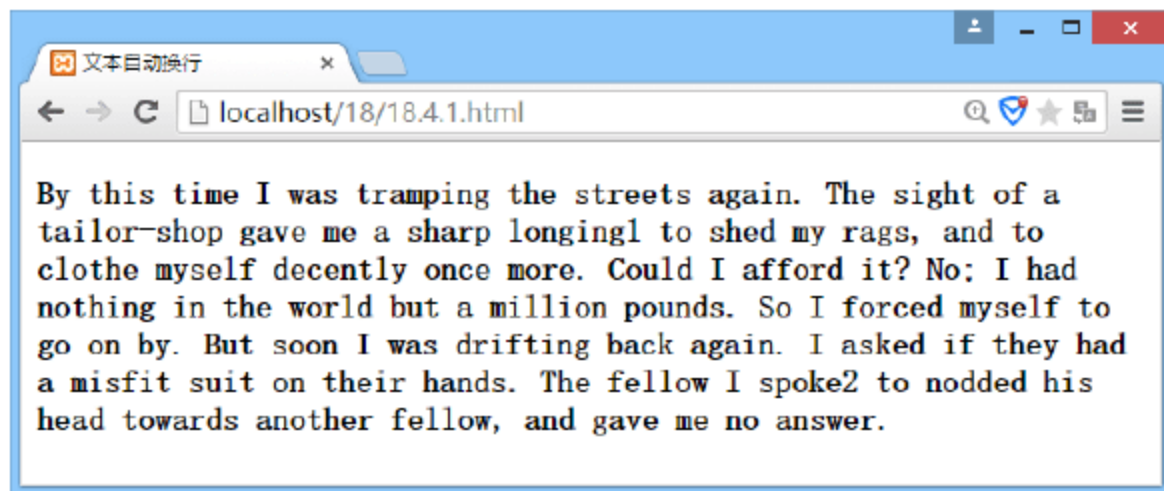 文本自动换行
localhost/18/18.4.1.html
By this time I was tramping the streets again. The sight of a
tailor-shop gave me a sharp longing1 to shed my rags, and to
clothe myself decently once more. Could I afford it? No; I had
nothing in the world but a million pounds. So I forced myself to
go on by. But soon I was drifting back again. I asked if they had
a misfit suit on their hands. The fellow I spoke2 to nodded his
head towards another fellow, and gave me no answer.